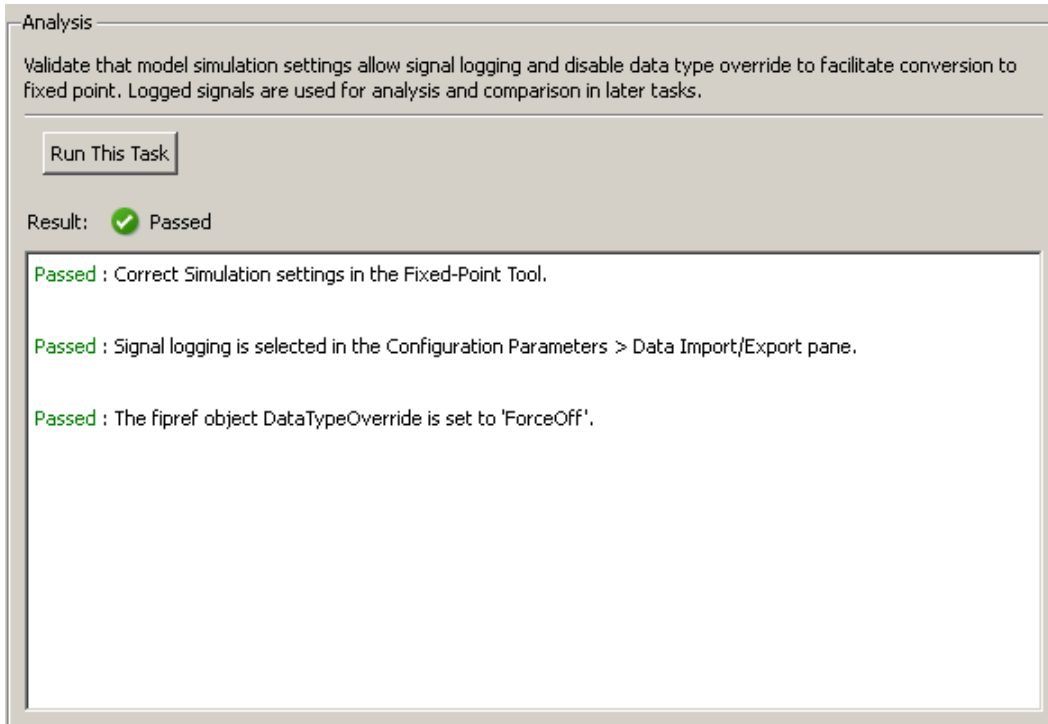 Analysis
Validate that model simulation settings allow signal logging and disable data type override to facilitate conversion to
fixed point. Logged signals are used for analysis and comparison in later tasks.
Run This Task
Result: Passed
Passed : Correct Simulation settings in the Fixed-Point Tool.
Passed : Signal logging is selected in the Configuration Parameters > Data Import/Export pane.
Passed : The fipref object DataTypeOverride is set to 'ForceOff'.